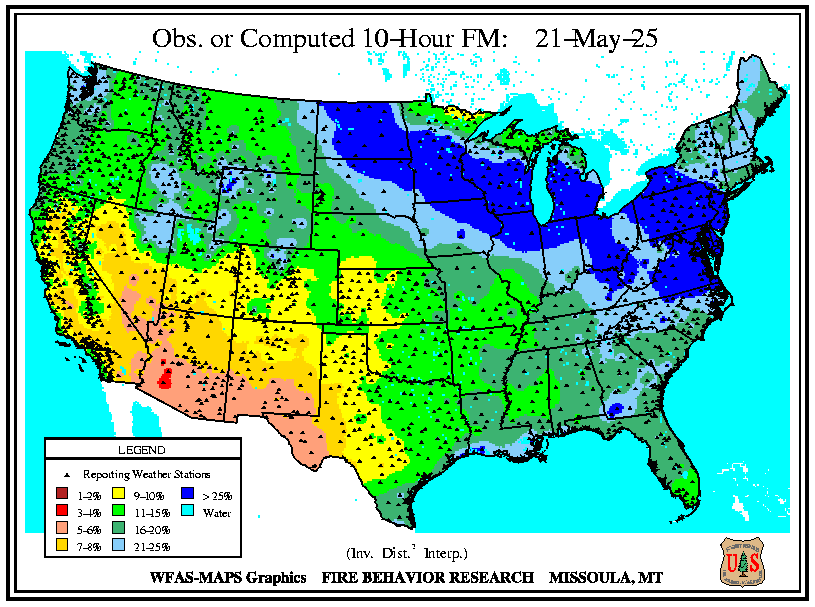 Obs. or Computed 10-Hour FM: 21-May-25
LEGEND
Reporting Weather Stations
1-2% 9-10% > 25%
3-4% 11-15% Water
5-6% 16-20%
7-8% 21-25%
(Inv. Dist.² Interp.)
WFAS-MAPS Graphics FIRE BEHAVIOR RESEARCH MISSOULA, MT
U S